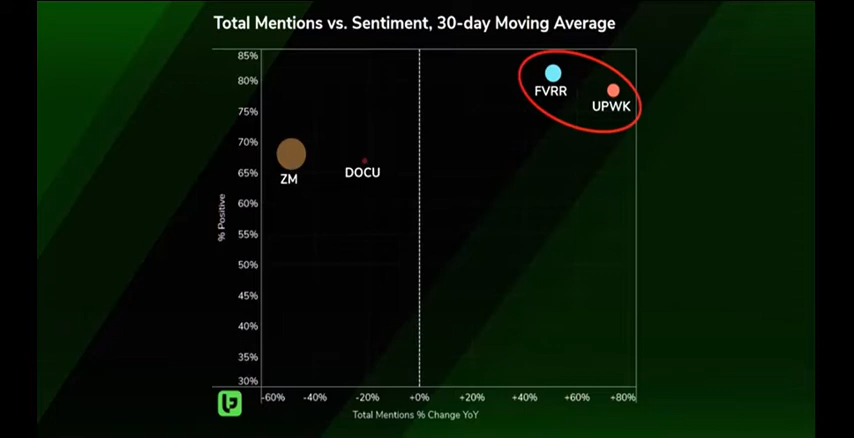 Total Mentions vs. Sentiment, 30-day Moving Average
85%
80%
75%
70%
65%
60%
55%
50%
45%
40%
35%
30%
% Positive
FVRR
UPWK
ZM
DOCU
-60%
-40%
-20%
+0%
+20%
+40%
+60%
+80%
Total Mentions % Change YoY